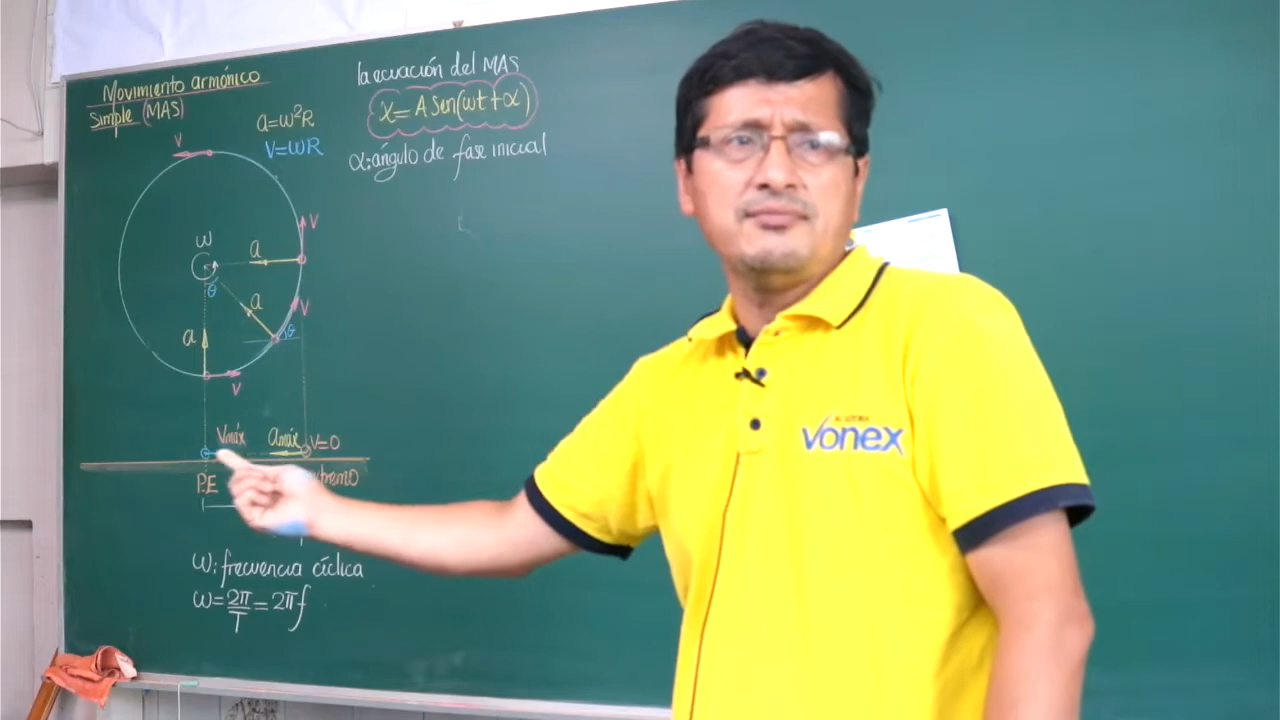 Movimiento armónico
Simple (MAS)
a=ω²R
V=ωR
la ecuación del MAS
X=A Sen(ωt+α)
α:ángulo de fase inicial
V
V
ω
a
θ
a
V
θ
a
V
Vmáx
amáx
V=0
P.E
ω: frecuencia cíclica
ω=2π/T=2πf
vonex